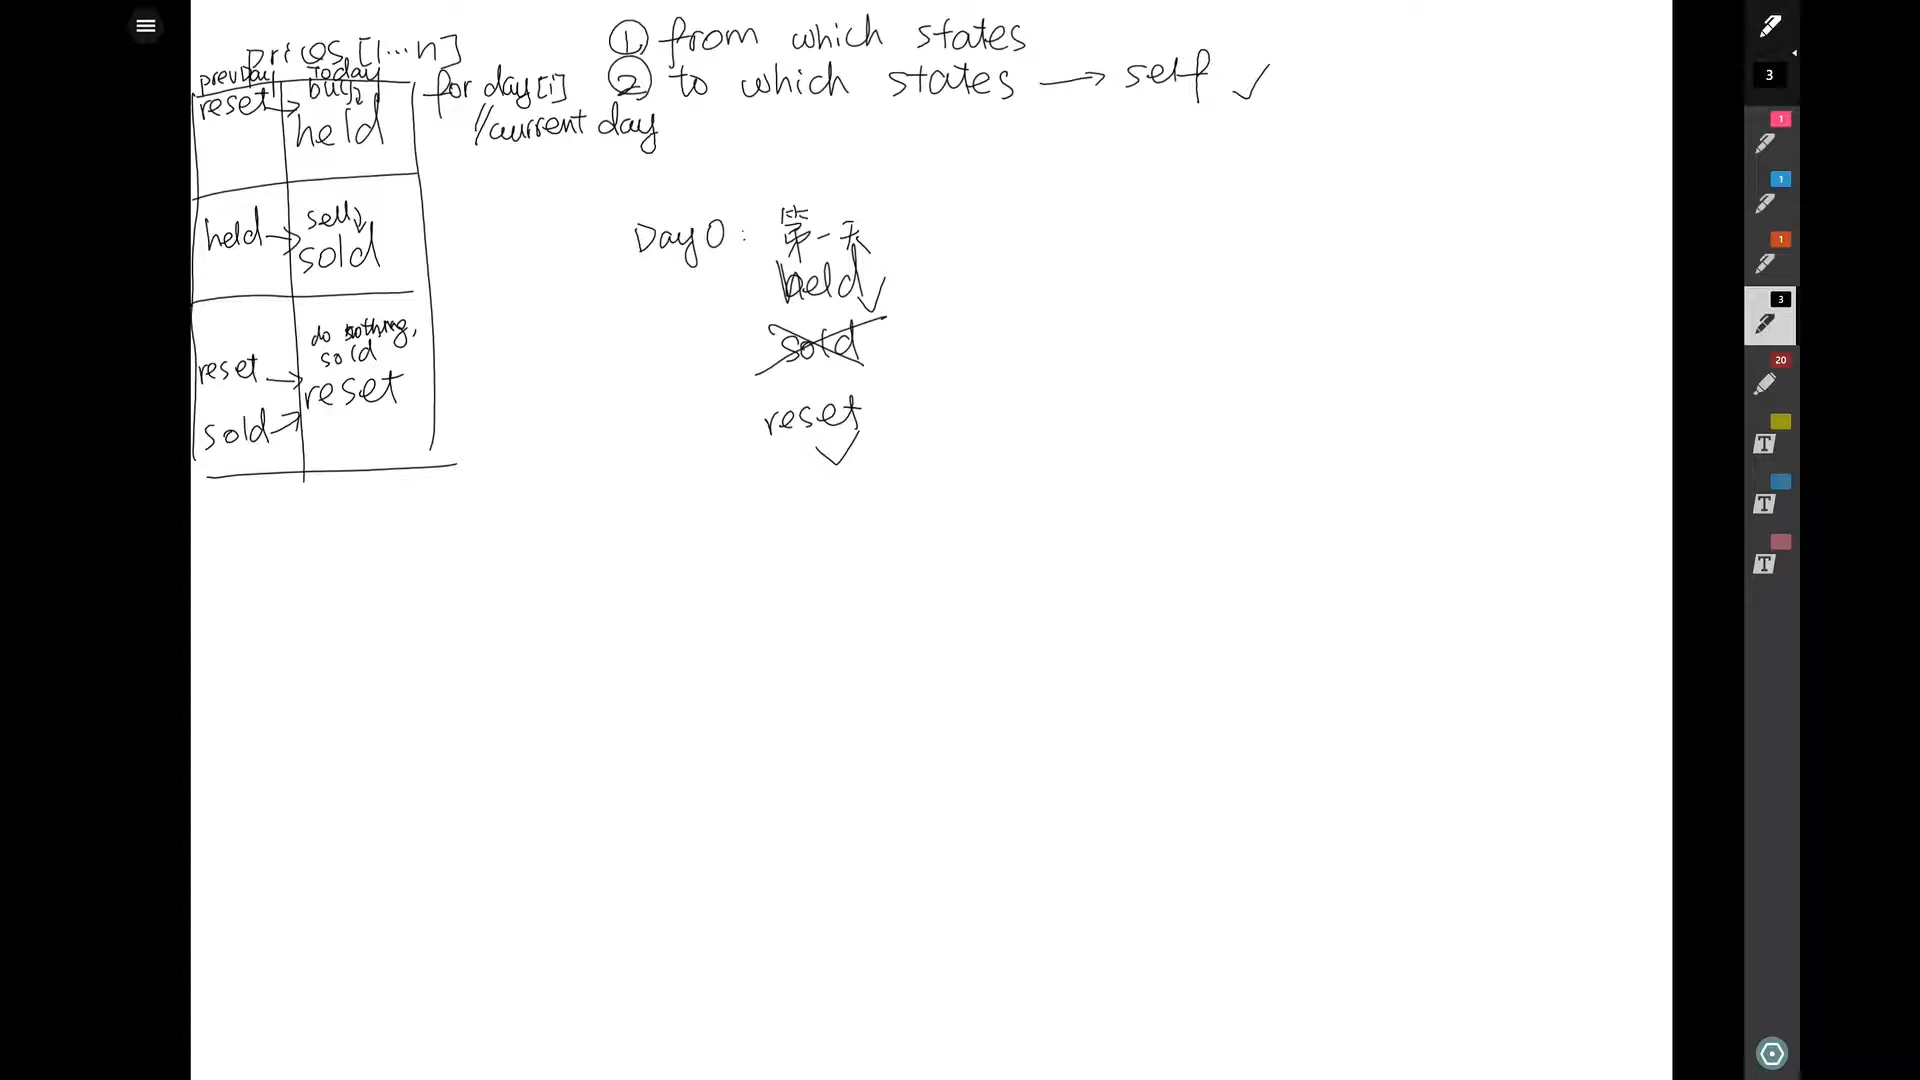 prices [1...n]
prevDay today
reset→ buy
held
for day[i]
//current day
① from which states
② to which states → self ✓
held→ sell
sold
do nothing,
sold
reset → reset
sold →
Day 0 : 第一天
held ✓
sold
reset
✓
3
1
1
1
3
20
T
T
T